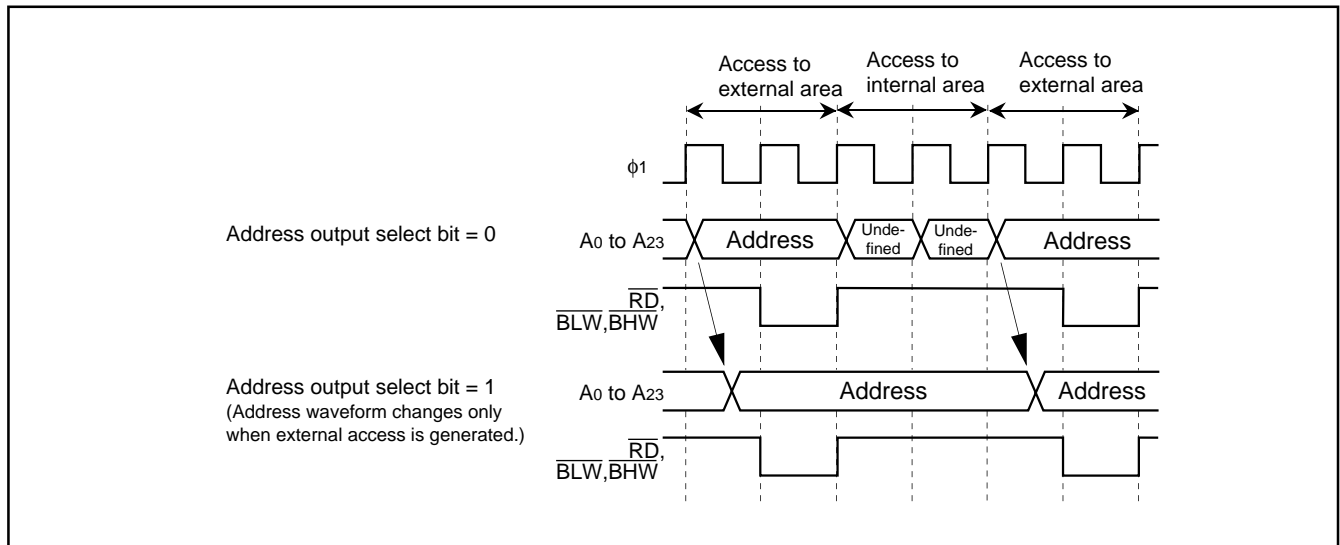 Access to
external area
Access to
internal area
Access to
external area
ϕ1
Address output select bit = 0
A0 to A23
Address
Unde-
fined
Unde-
fined
Address
RD,
BLW,BHW
Address output select bit = 1
(Address waveform changes only
when external access is generated.)
A0 to A23
Address
Address
RD,
BLW,BHW